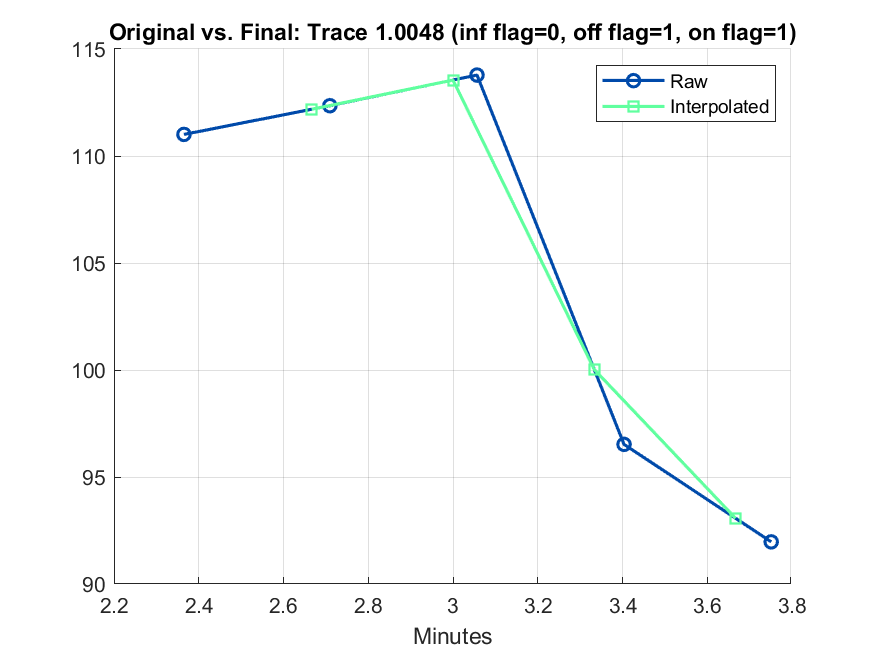 Original vs. Final: Trace 1.0048 (inf flag=0, off flag=1, on flag=1)
115
110
105
100
95
90
Raw
Interpolated
2.2 2.4 2.6 2.8 3 3.2 3.4 3.6 3.8
Minutes